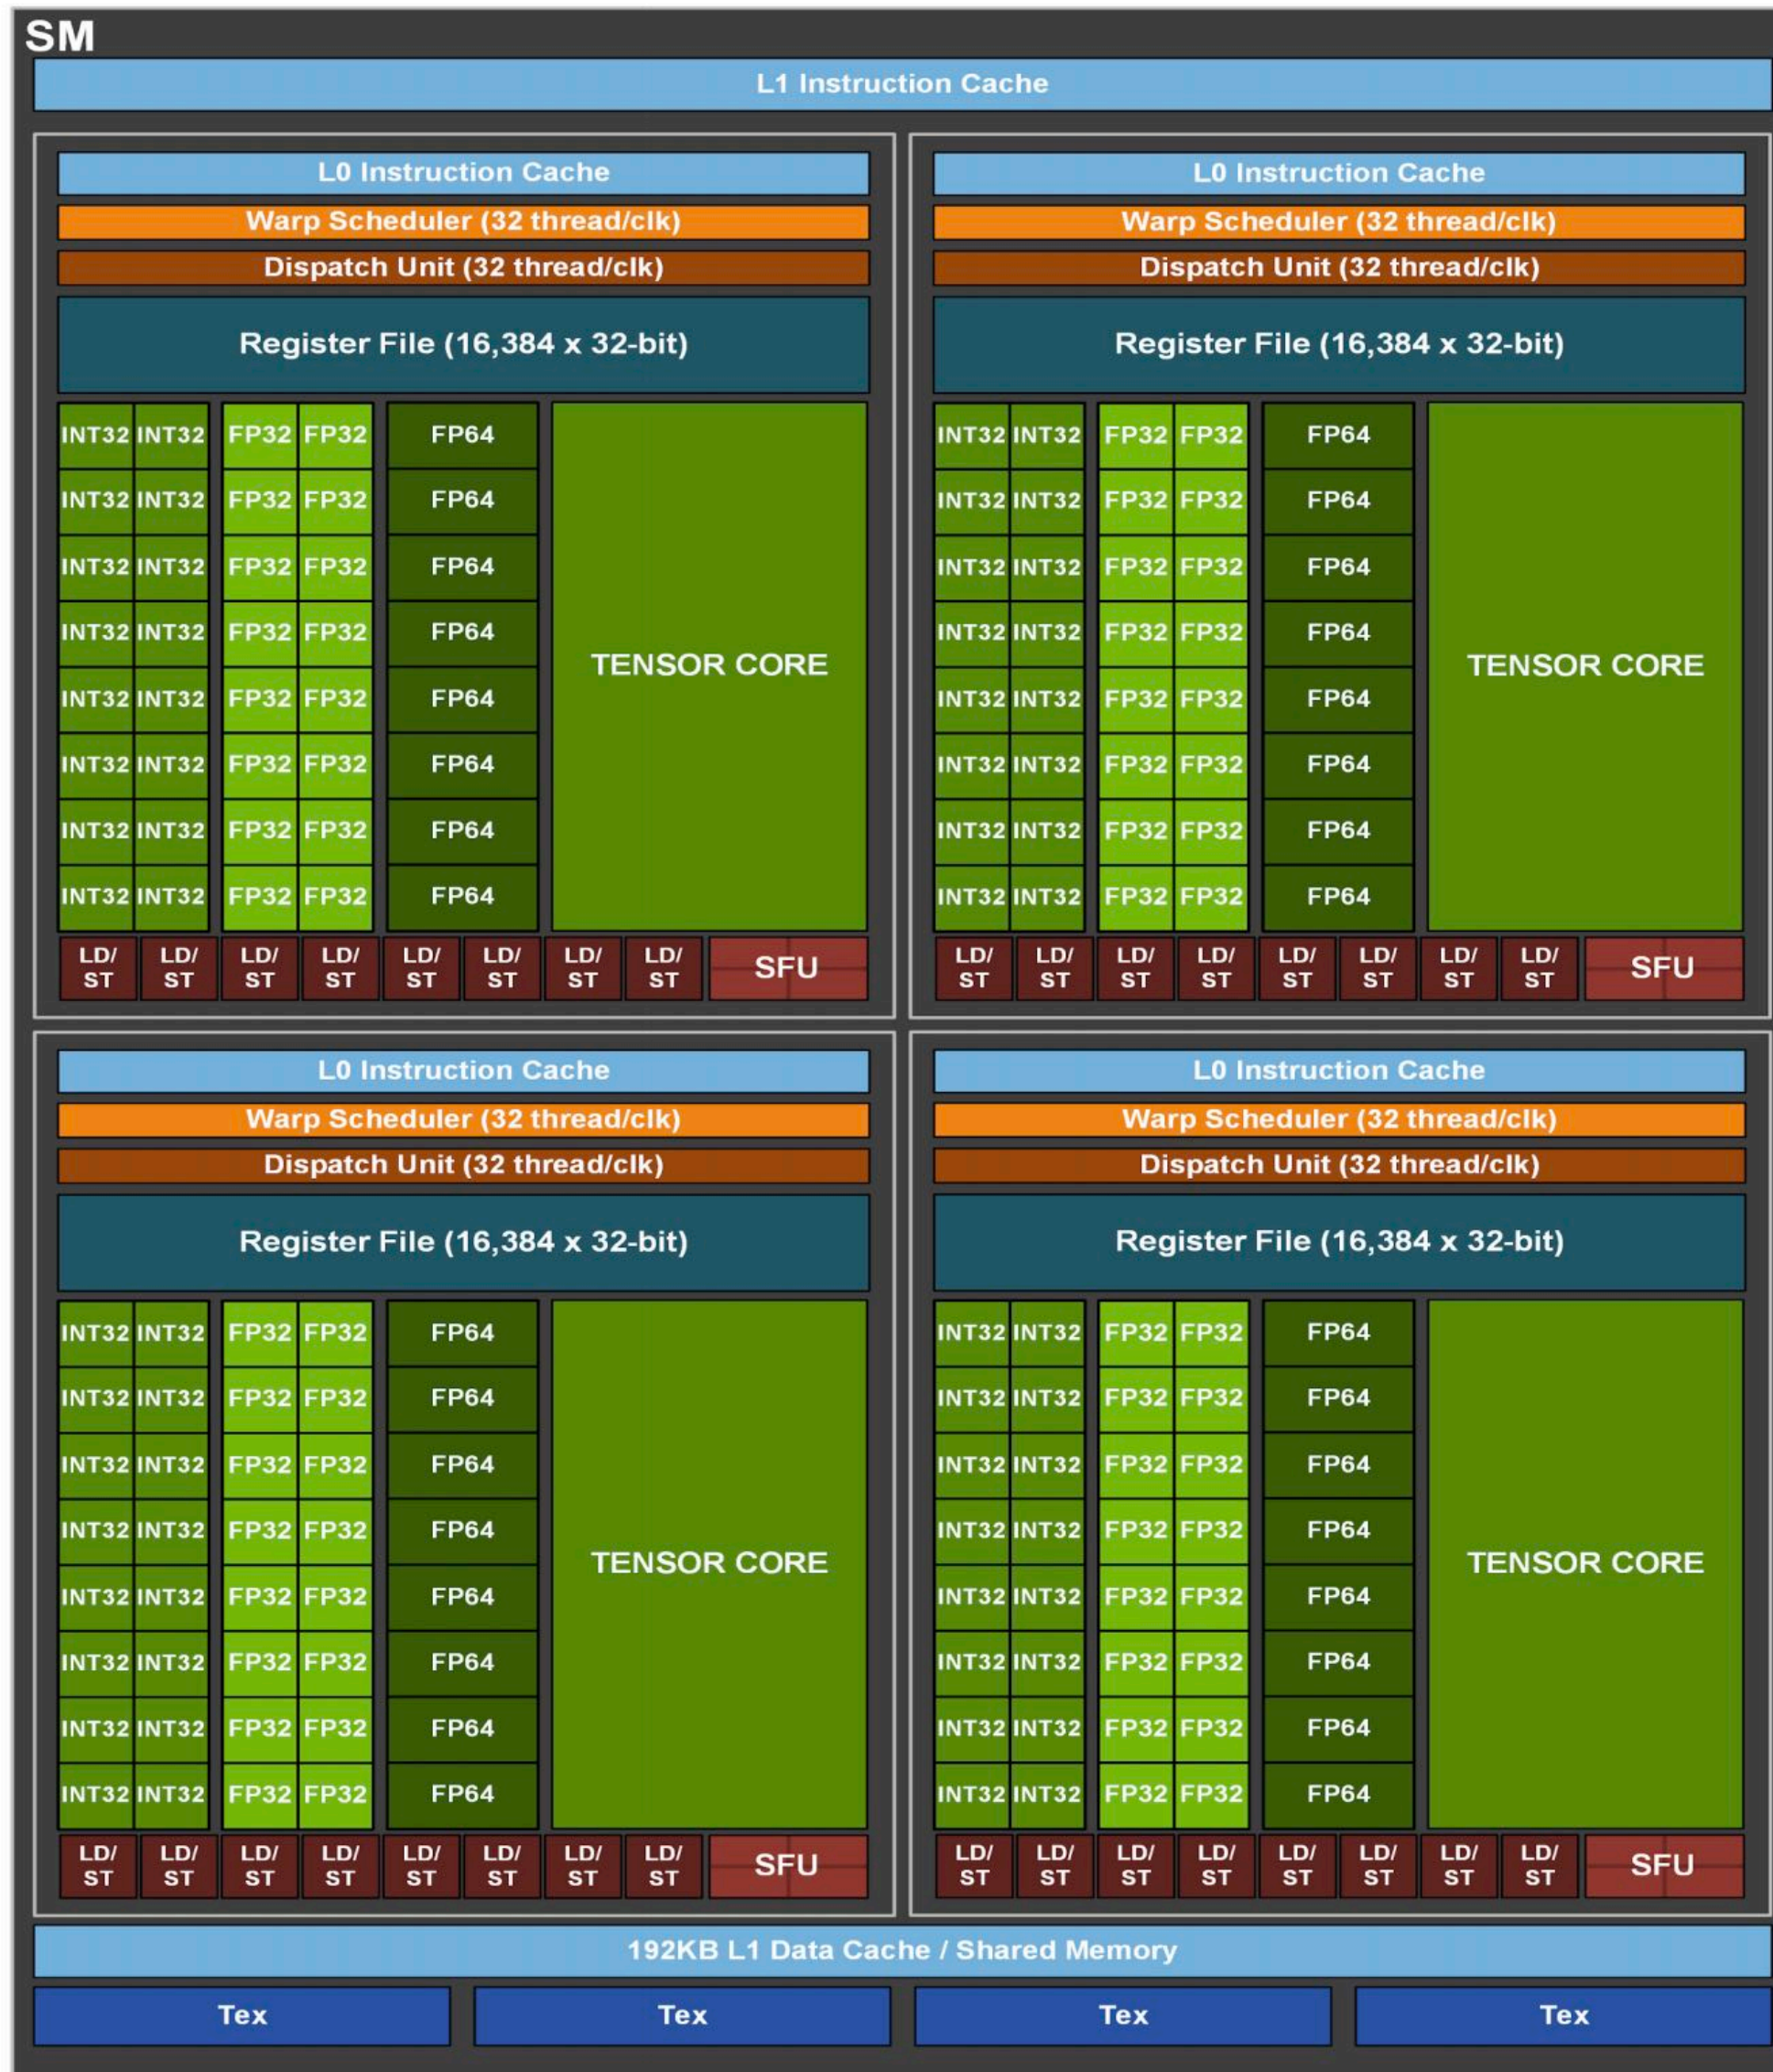 SM
L1 Instruction Cache
L0 Instruction Cache
Warp Scheduler (32 thread/clk)
Dispatch Unit (32 thread/clk)
Register File (16,384 x 32-bit)
INT32 INT32 FP32 FP32 FP64
INT32 INT32 FP32 FP32 FP64
INT32 INT32 FP32 FP32 FP64
INT32 INT32 FP32 FP32 FP64
TENSOR CORE
INT32 INT32 FP32 FP32 FP64
INT32 INT32 FP32 FP32 FP64
INT32 INT32 FP32 FP32 FP64
INT32 INT32 FP32 FP32 FP64
LD/ LD/ LD/ LD/ LD/ LD/ LD/ LD/
ST ST ST ST ST ST ST ST
SFU
L0 Instruction Cache
Warp Scheduler (32 thread/clk)
Dispatch Unit (32 thread/clk)
Register File (16,384 x 32-bit)
INT32 INT32 FP32 FP32 FP64
INT32 INT32 FP32 FP32 FP64
INT32 INT32 FP32 FP32 FP64
INT32 INT32 FP32 FP32 FP64
TENSOR CORE
INT32 INT32 FP32 FP32 FP64
INT32 INT32 FP32 FP32 FP64
INT32 INT32 FP32 FP32 FP64
INT32 INT32 FP32 FP32 FP64
LD/ LD/ LD/ LD/ LD/ LD/ LD/ LD/
ST ST ST ST ST ST ST ST
SFU
L0 Instruction Cache
Warp Scheduler (32 thread/clk)
Dispatch Unit (32 thread/clk)
Register File (16,384 x 32-bit)
INT32 INT32 FP32 FP32 FP64
INT32 INT32 FP32 FP32 FP64
INT32 INT32 FP32 FP32 FP64
INT32 INT32 FP32 FP32 FP64
TENSOR CORE
INT32 INT32 FP32 FP32 FP64
INT32 INT32 FP32 FP32 FP64
INT32 INT32 FP32 FP32 FP64
INT32 INT32 FP32 FP32 FP64
LD/ LD/ LD/ LD/ LD/ LD/ LD/ LD/
ST ST ST ST ST ST ST ST
SFU
L0 Instruction Cache
Warp Scheduler (32 thread/clk)
Dispatch Unit (32 thread/clk)
Register File (16,384 x 32-bit)
INT32 INT32 FP32 FP32 FP64
INT32 INT32 FP32 FP32 FP64
INT32 INT32 FP32 FP32 FP64
INT32 INT32 FP32 FP32 FP64
TENSOR CORE
INT32 INT32 FP32 FP32 FP64
INT32 INT32 FP32 FP32 FP64
INT32 INT32 FP32 FP32 FP64
INT32 INT32 FP32 FP32 FP64
LD/ LD/ LD/ LD/ LD/ LD/ LD/ LD/
ST ST ST ST ST ST ST ST
SFU
192KB L1 Data Cache / Shared Memory
Tex Tex Tex Tex